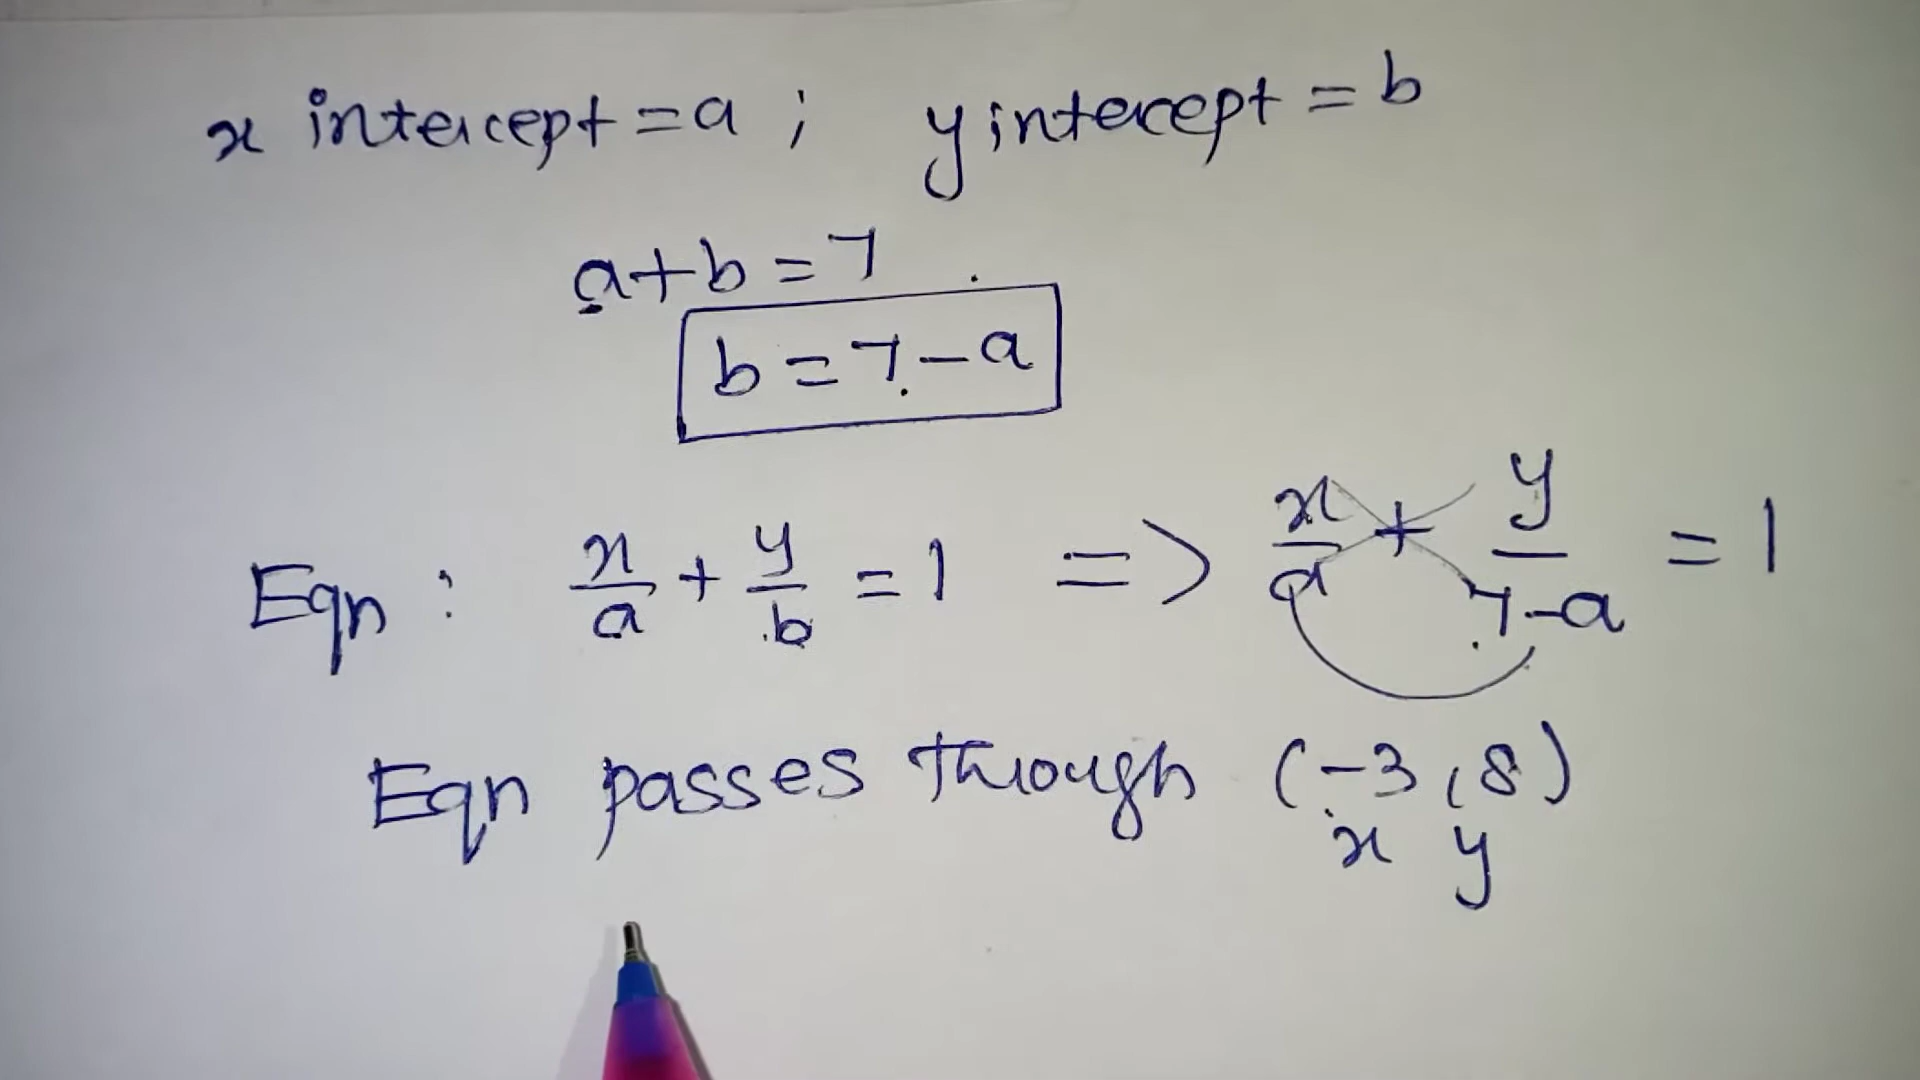 x intercept = a ; y intercept = b
a + b = 7
b = 7 - a
Eqn : x/a + y/b = 1 => x/a + y/7-a = 1
Eqn passes through (-3, 8)
x y